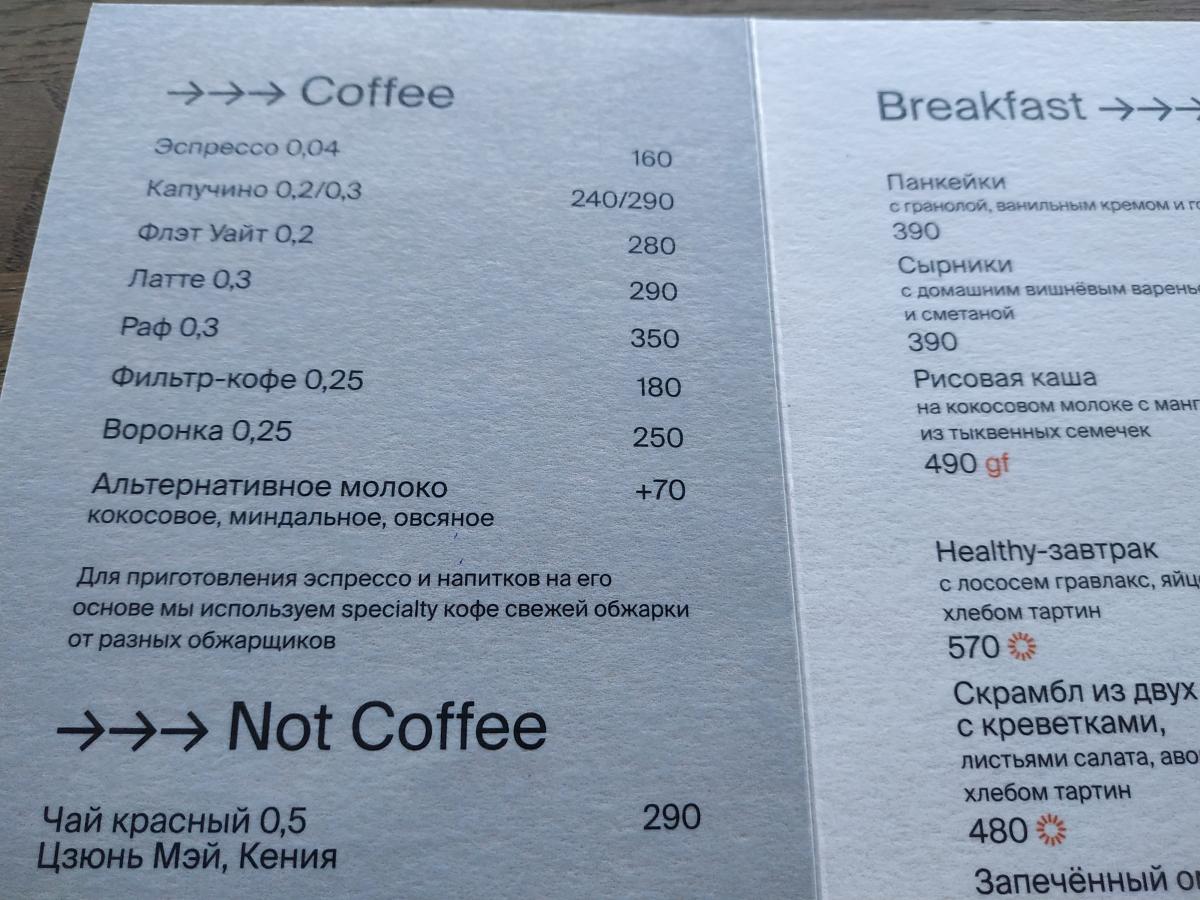 →→→ Coffee
Эспрессо 0,04 160
Капучино 0,2/0,3 240/290
Флэт Уайт 0,2 280
Латте 0,3 290
Раф 0,3 350
Фильтр-кофе 0,25 180
Воронка 0,25 250
Альтернативное молоко +70
кокосовое, миндальное, овсяное
Для приготовления эспрессо и напитков на его
основе мы используем specialty кофе свежей обжарки
от разных обжарщиков
→→→ Not Coffee
Чай красный 0,5 290
Цзюнь Мэй, Кения
Breakfast →→→
Панкейки
с гранолой, ванильным кремом и
390
Сырники
с домашним вишнёвым
и сметаной
390
Рисовая каша
на кокосовом молоке с
из тыквенных семечек
490 gf
Healthy-завтрак
с лососем гравлакс,
хлебом тартин
570
Скрамбл из двух
с креветками,
листьями салата,
хлебом тартин
480
Запечённый